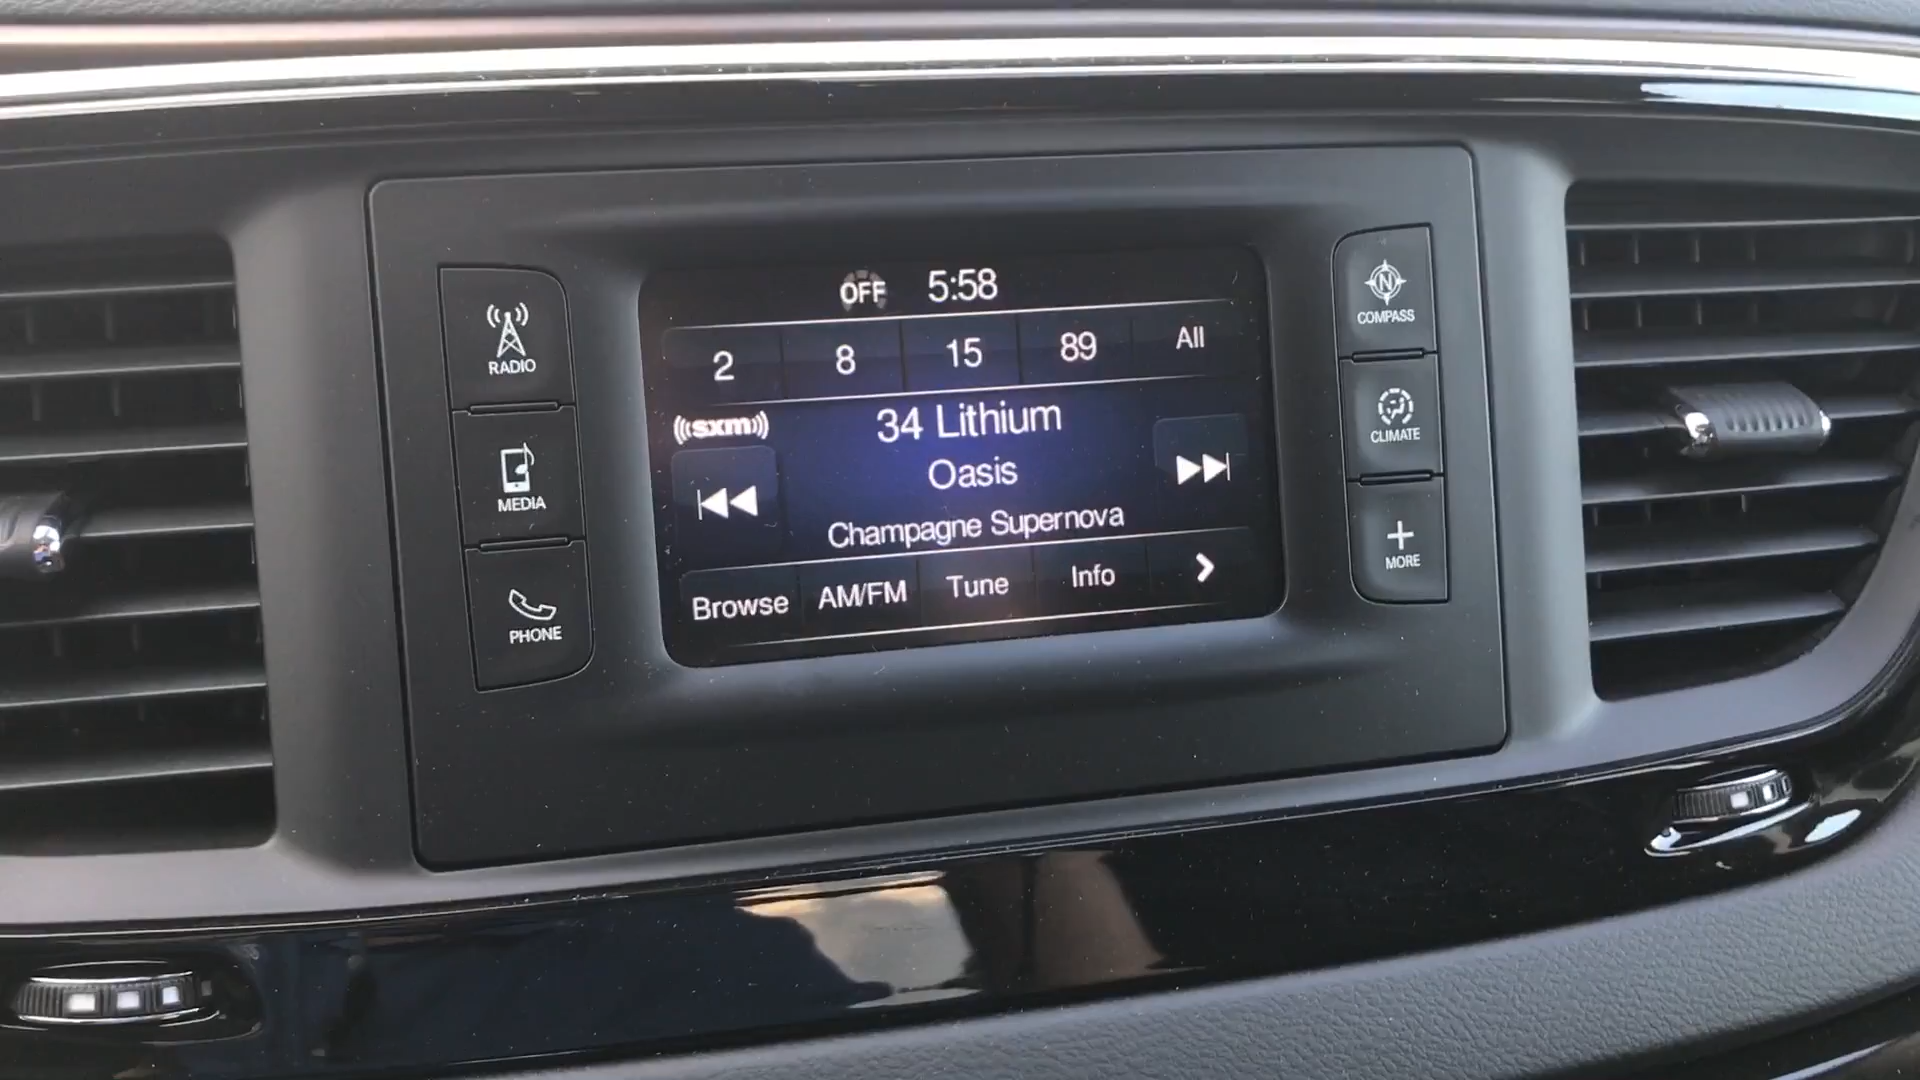 OFF 5:58
2 8 15 89 All
((sxm))
34 Lithium
Oasis
Champagne Supernova
Browse AM/FM Tune Info
RADIO
MEDIA
PHONE
N
COMPASS
CLIMATE
MORE